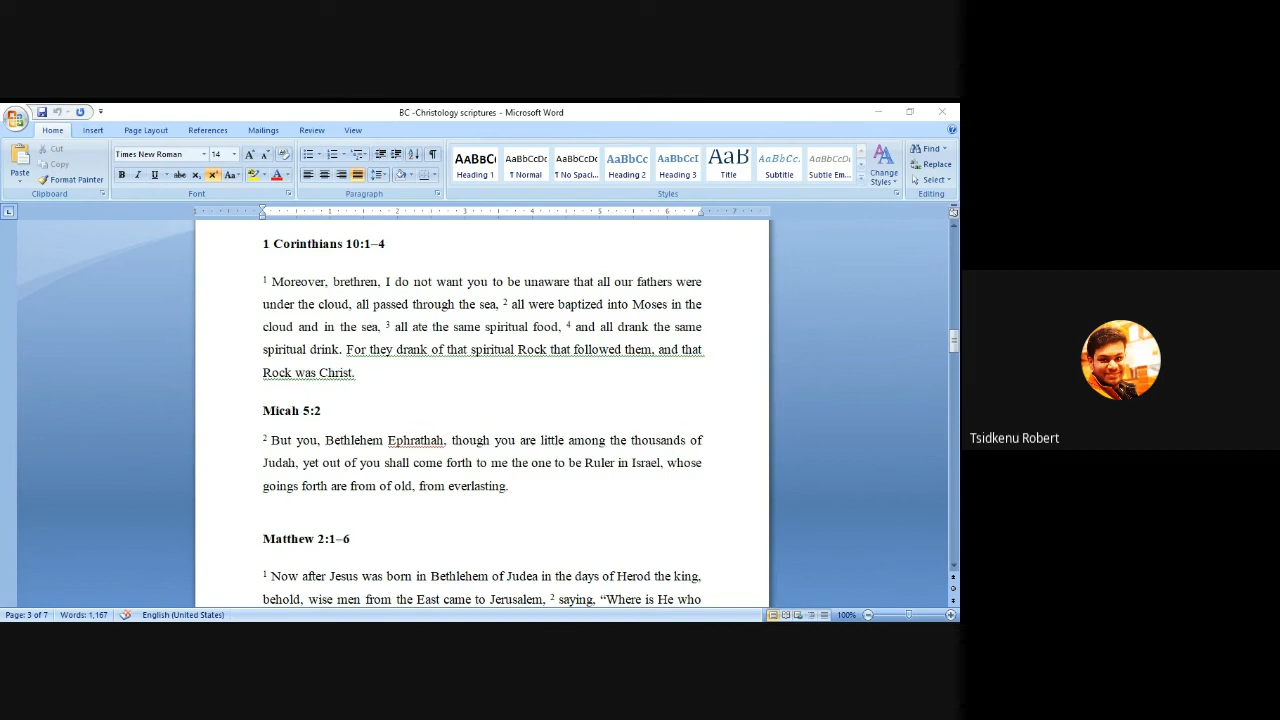 BC -Christology scriptures - Microsoft Word
Home Insert Page Layout References Mailings Review View
Paste
Cut
Copy
Format Painter
Clipboard
Times New Roman 14
Font
Paragraph
AaBbC( AaBbCcDc AaBbCcDc AaBbCc AaBbCcI AaB AaBbCc. AaBbCcDc
Heading 1 ¶ Normal ¶ No Spaci... Heading 2 Heading 3 Title Subtitle Subtle Em...
Change
Styles
Styles
Find
Replace
Select
Editing
1 Corinthians 10:1–4
1 Moreover, brethren, I do not want you to be unaware that all our fathers were
under the cloud, all passed through the sea, 2 all were baptized into Moses in the
cloud and in the sea, 3 all ate the same spiritual food, 4 and all drank the same
spiritual drink. For they drank of that spiritual Rock that followed them, and that
Rock was Christ.
Micah 5:2
2 But you, Bethlehem Ephrathah, though you are little among the thousands of
Judah, yet out of you shall come forth to me the one to be Ruler in Israel, whose
goings forth are from of old, from everlasting.
Matthew 2:1–6
1 Now after Jesus was born in Bethlehem of Judea in the days of Herod the king,
behold, wise men from the East came to Jerusalem, 2 saying, “Where is He who
Page: 3 of 7 Words: 1,167 English (United States) 100%
Tsidkenu Robert